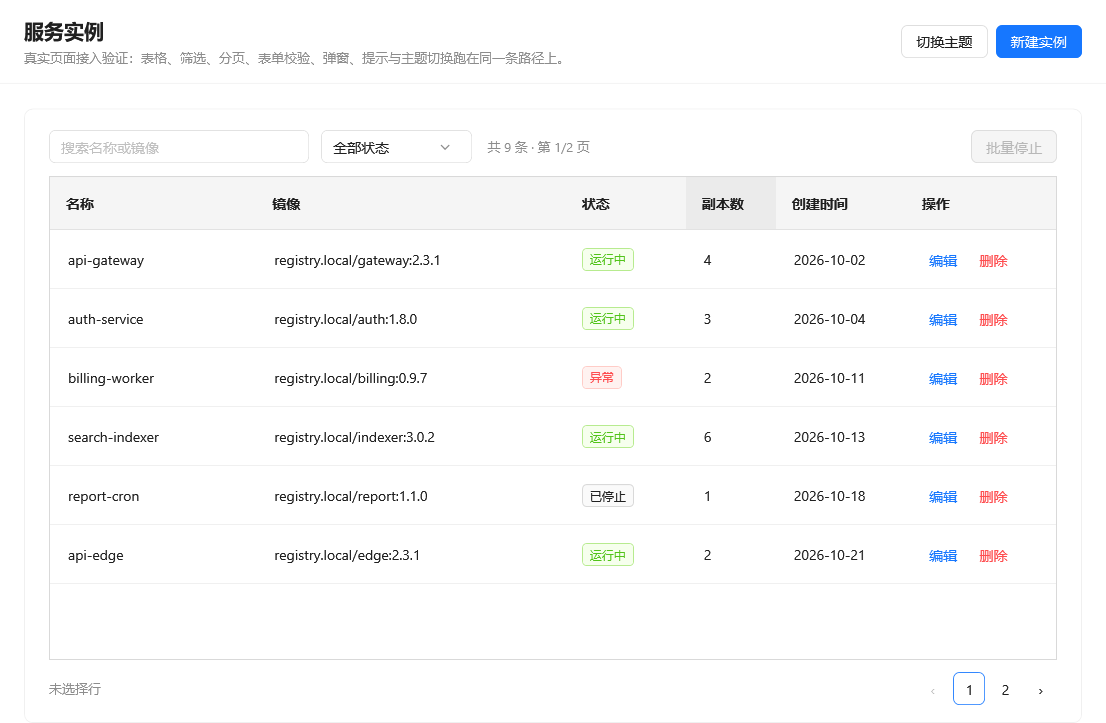 服务实例
真实页面接入验证：表格、筛选、分页、表单校验、弹窗、提示与主题切换跑在同一条路径上。
切换主题 新建实例
搜索名称或镜像 全部状态 共 9 条 · 第 1/2 页 批量停止
名称 镜像 状态 副本数 创建时间 操作
api-gateway registry.local/gateway:2.3.1 运行中 4 2026-10-02 编辑 删除
auth-service registry.local/auth:1.8.0 运行中 3 2026-10-04 编辑 删除
billing-worker registry.local/billing:0.9.7 异常 2 2026-10-11 编辑 删除
search-indexer registry.local/indexer:3.0.2 运行中 6 2026-10-13 编辑 删除
report-cron registry.local/report:1.1.0 已停止 1 2026-10-18 编辑 删除
api-edge registry.local/edge:2.3.1 运行中 2 2026-10-21 编辑 删除
未选择行 ‹ 1 2 ›